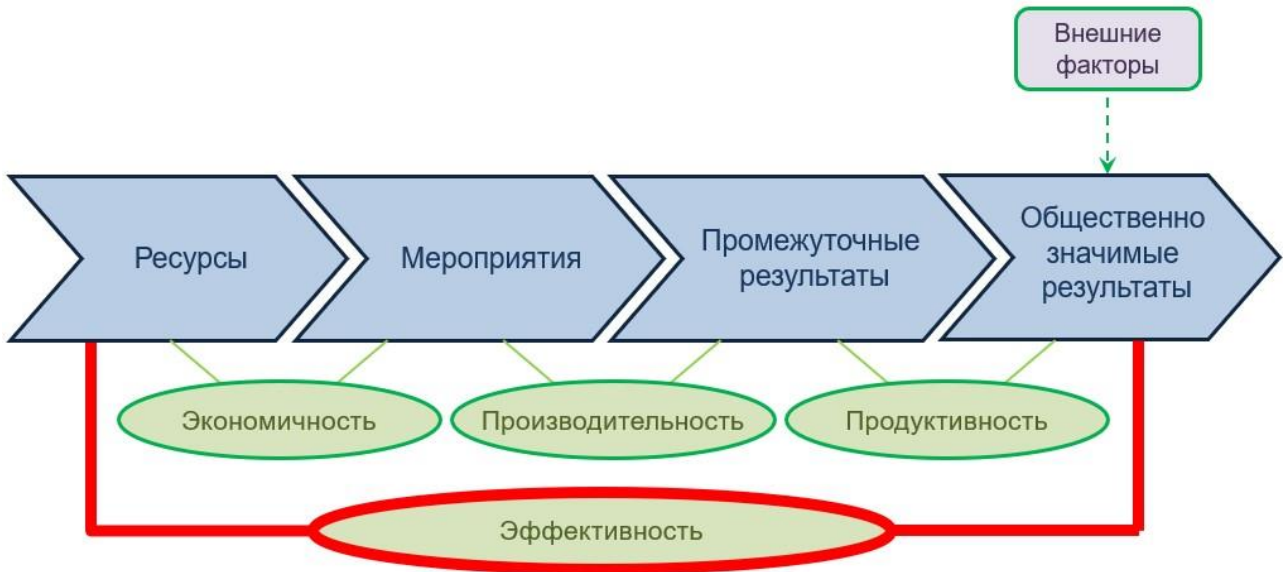 Внешние
факторы
Ресурсы
Мероприятия
Промежуточные
результаты
Общественно
значимые
результаты
Экономичность
Производительность
Продуктивность
Эффективность